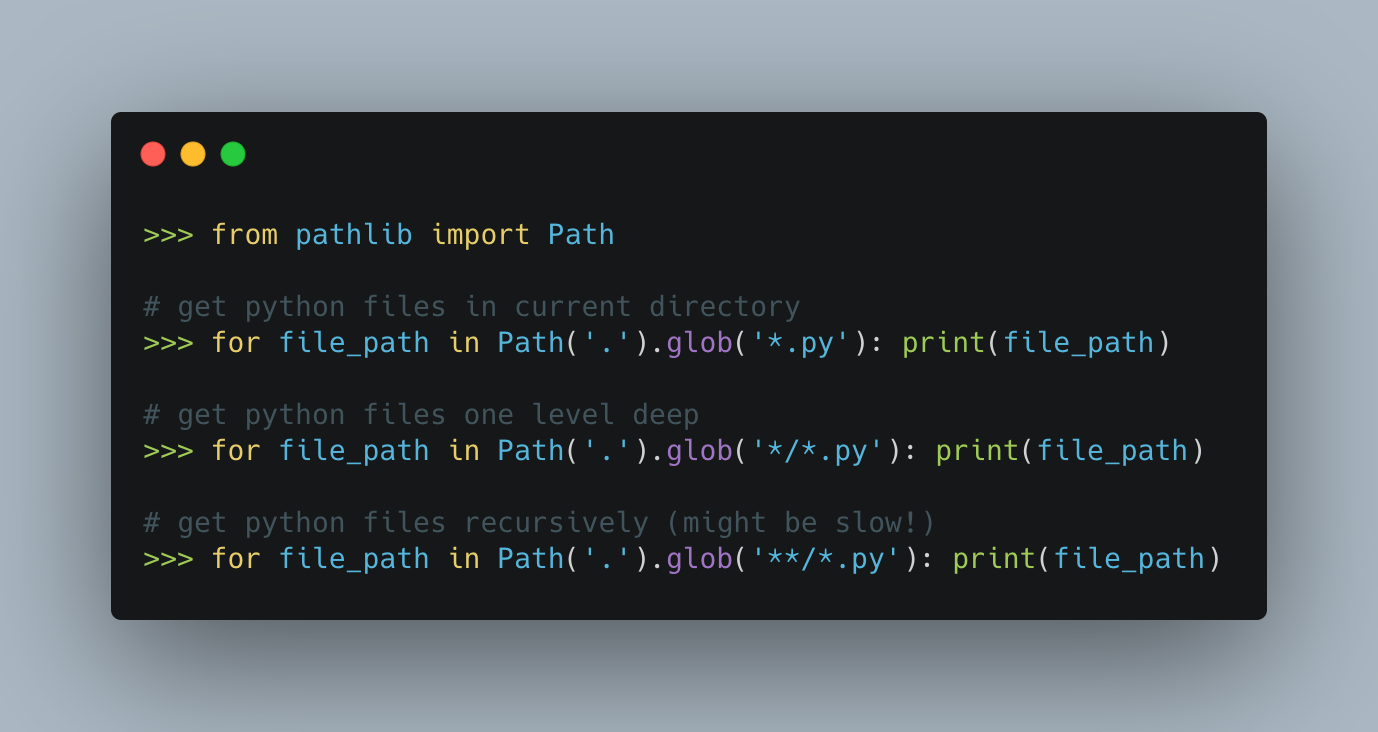 >>> from pathlib import Path
# get python files in current directory
>>> for file_path in Path('.').glob('*.py'): print(file_path)
# get python files one level deep
>>> for file_path in Path('.').glob('*/*.py'): print(file_path)
# get python files recursively (might be slow!)
>>> for file_path in Path('.').glob('**/*.py'): print(file_path)